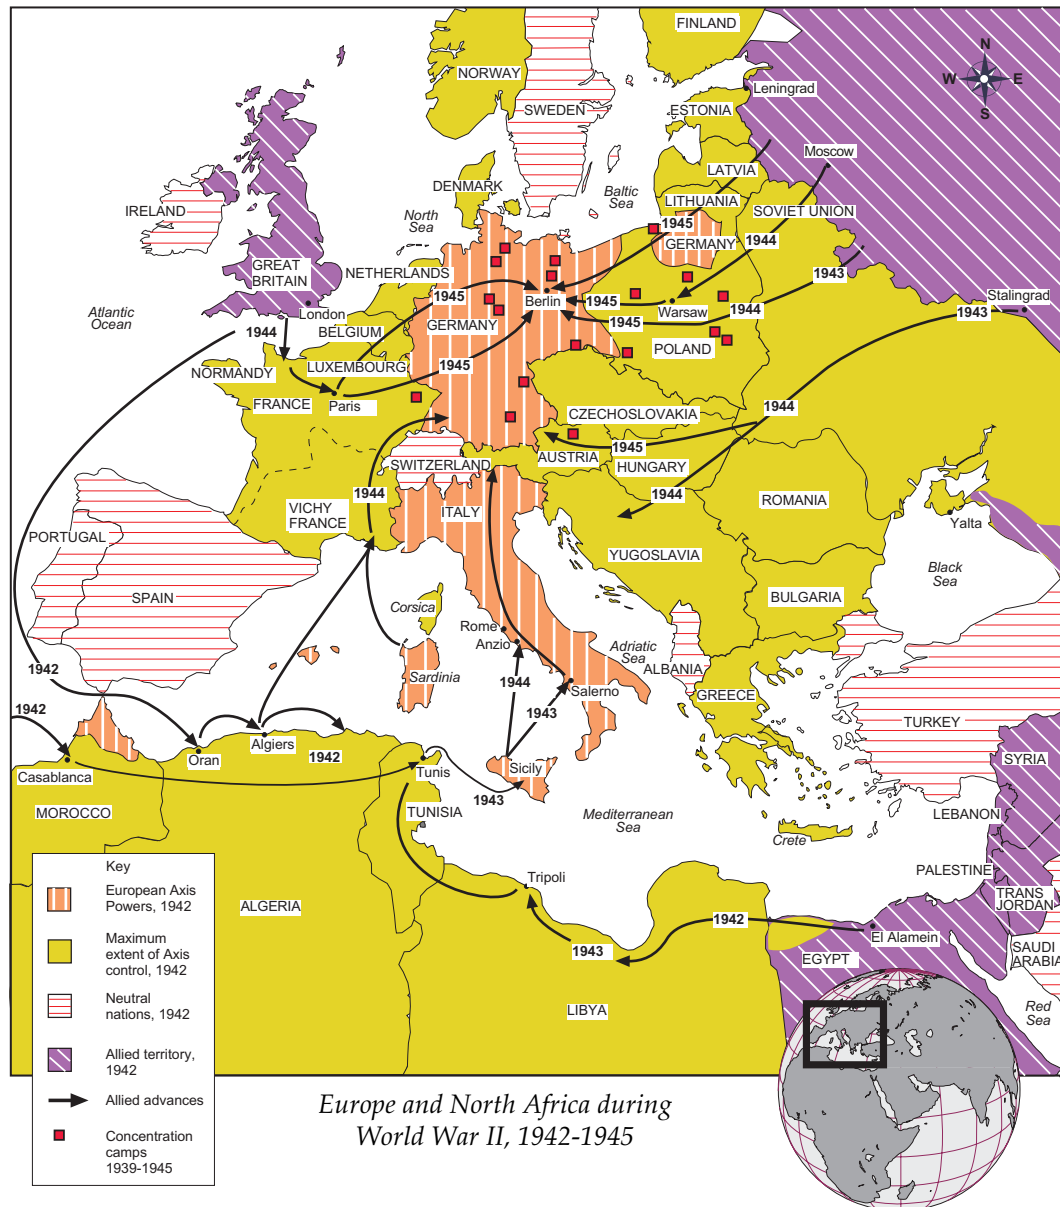 FINLAND
N
NORWAY
W
E
Leningrad
SWEDEN
ESTONIA
S
Moscow
LATVIA
DENMARK
Baltic
Sea
LITHUANIA
IRELAND
North
Sea
SOVIET UNION
1945
GERMANY
1944
GREAT
BRITAIN
NETHERLANDS
1943
1945
Berlin
1945
Warsaw
1944
Stalingrad
London
Atlantic
Ocean
GERMANY
1945
1943
1944
BELGIUM
POLAND
NORMANDY
LUXEMBOURG
1945
FRANCE
Paris
1944
CZECHOSLOVAKIA
1945
AUSTRIA
SWITZERLAND
HUNGARY
1944
1944
ROMANIA
VICHY
FRANCE
ITALY
Yalta
PORTUGAL
YUGOSLAVIA
Black
Sea
SPAIN
BULGARIA
Corsica
Rome
Anzio
Adriatic
Sea
1942
Sardinia
1944
Salerno
ALBANIA
GREECE
1942
1943
TURKEY
Algiers
Oran
1942
Casablanca
Tunis
Sicily
SYRIA
1943
MOROCCO
TUNISIA
Mediterranean
Sea
LEBANON
Crete
Key
European Axis
Powers, 1942
Maximum
extent of Axis
control, 1942
Neutral
nations, 1942
Allied territory,
1942
Allied advances
Concentration
camps
1939-1945
PALESTINE
Tripoli
TRANS
JORDAN
ALGERIA
1942
El Alamein
1943
EGYPT
SAUDI
ARABIA
LIBYA
Red
Sea
Europe and North Africa during
World War II, 1942-1945